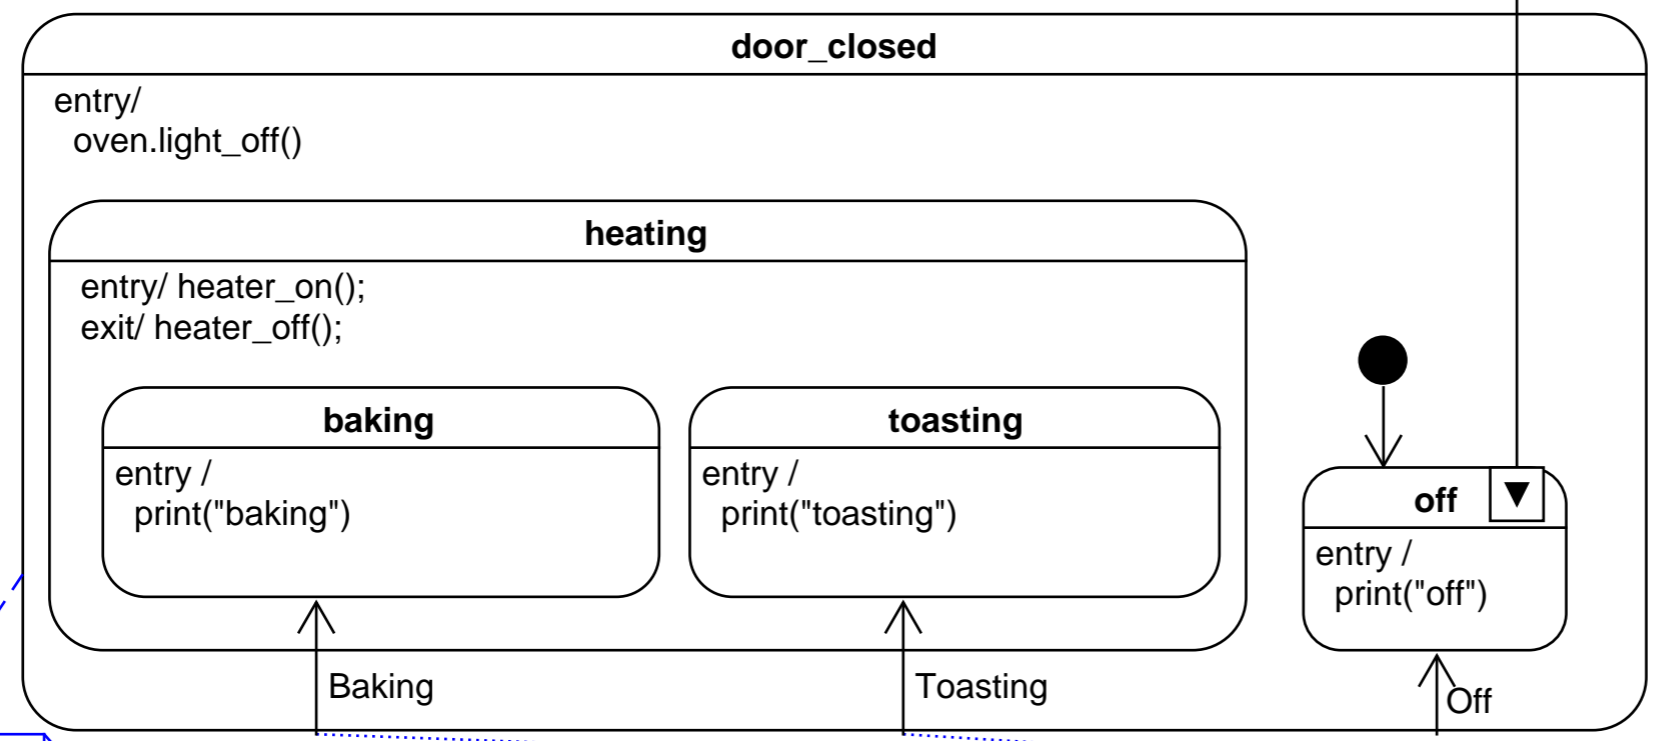 door_closed
entry/
oven.light_off()
heating
entry/ heater_on();
exit/ heater_off();
baking
entry /
print("baking")
toasting
entry /
print("toasting")
off
entry /
print("off")
Baking
Toasting
Off